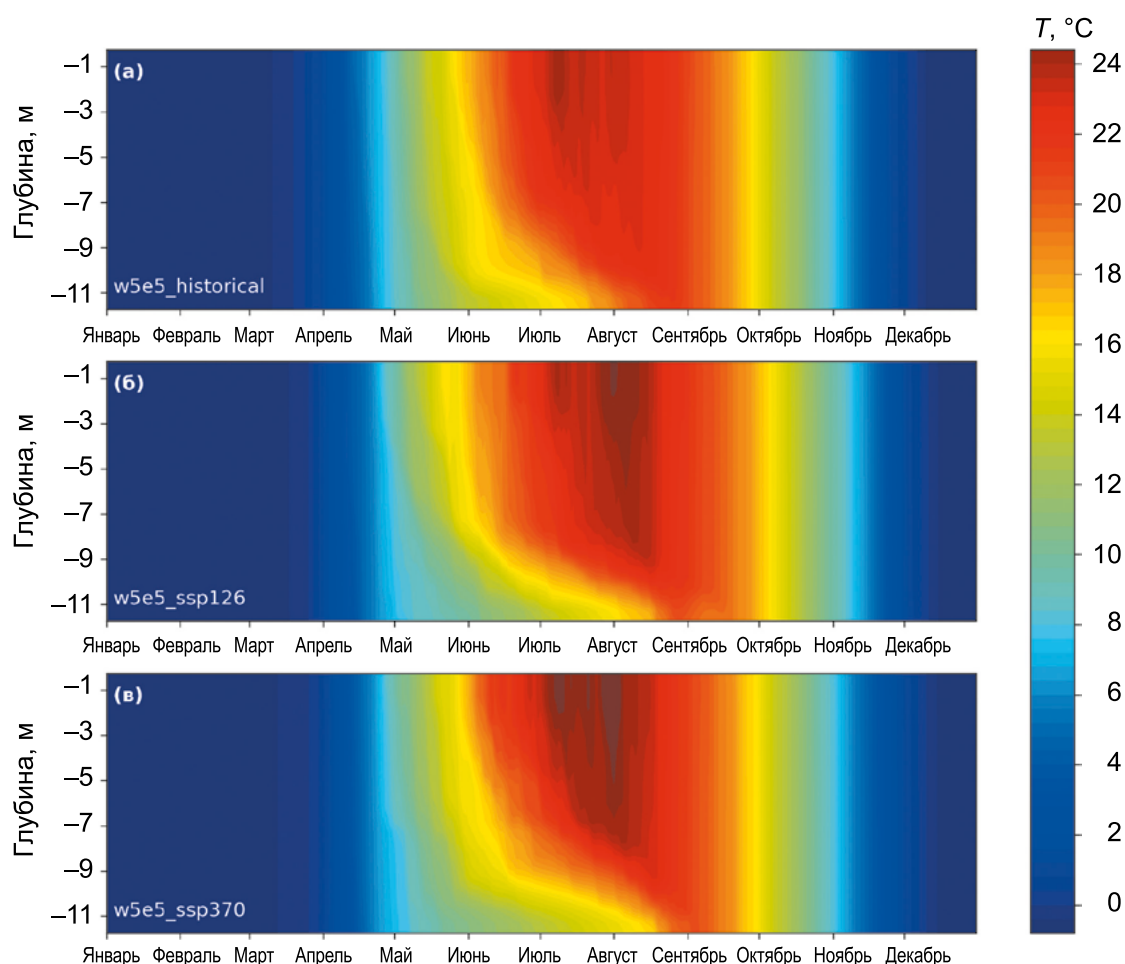 T, °C
(а)
Глубина, м
–1
–3
–5
–7
–9
–11
w5e5_historical
Январь Февраль Март Апрель Май Июнь Июль Август Сентябрь Октябрь Ноябрь Декабрь
(б)
Глубина, м
–1
–3
–5
–7
–9
–11
w5e5_ssp126
Январь Февраль Март Апрель Май Июнь Июль Август Сентябрь Октябрь Ноябрь Декабрь
(в)
Глубина, м
–1
–3
–5
–7
–9
–11
w5e5_ssp370
Январь Февраль Март Апрель Май Июнь Июль Август Сентябрь Октябрь Ноябрь Декабрь
24
22
20
18
16
14
12
10
8
6
4
2
0